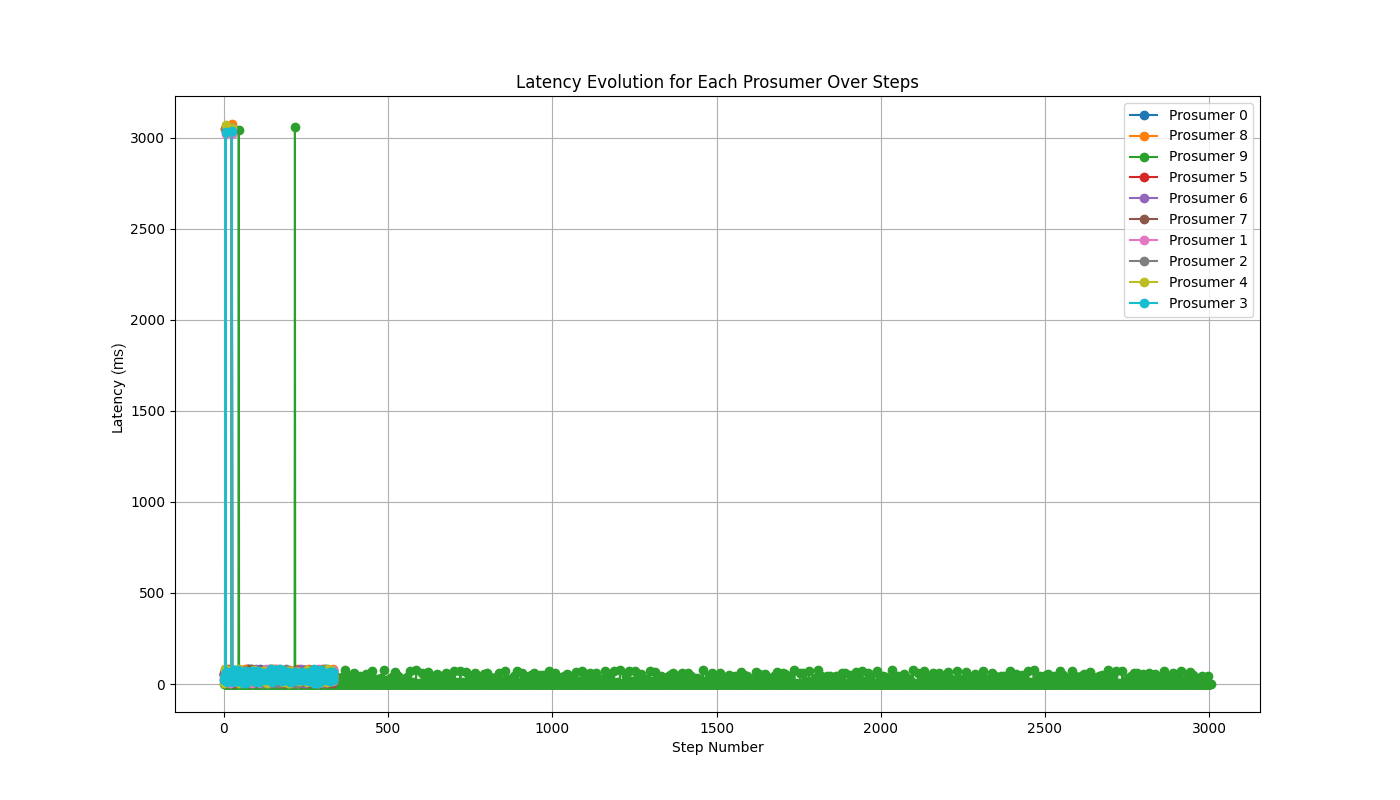 Latency Evolution for Each Prosumer Over Steps
3000
2500
2000
1500
1000
500
0
Latency (ms)
Prosumer 0
Prosumer 8
Prosumer 9
Prosumer 5
Prosumer 6
Prosumer 7
Prosumer 1
Prosumer 2
Prosumer 4
Prosumer 3
0 500 1000 1500 2000 2500 3000
Step Number